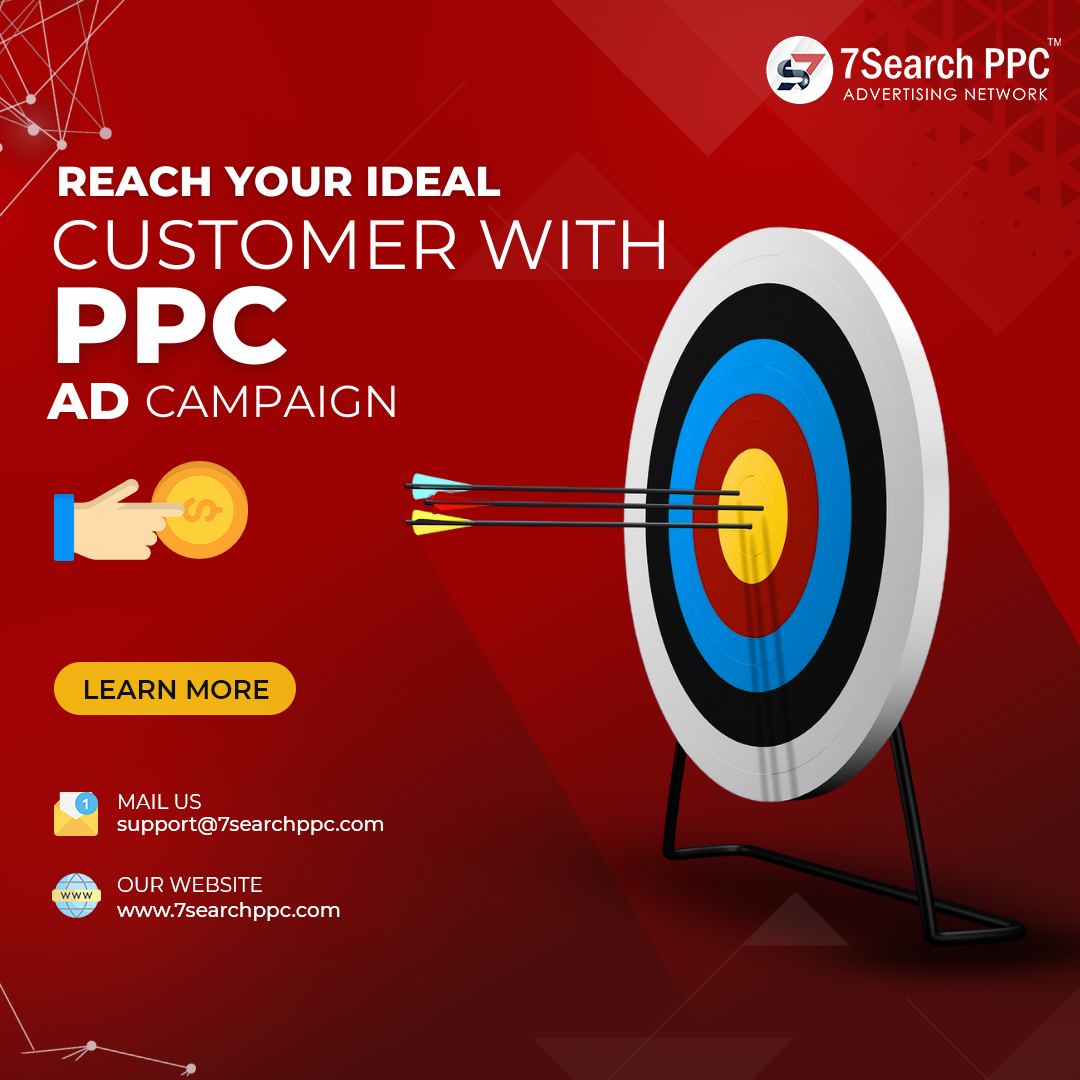 7Search PPC™
ADVERTISING NETWORK
REACH YOUR IDEAL
CUSTOMER WITH
PPC
AD CAMPAIGN
$
LEARN MORE
1
MAIL US
support@7searchppc.com
WWW
OUR WEBSITE
www.7searchppc.com